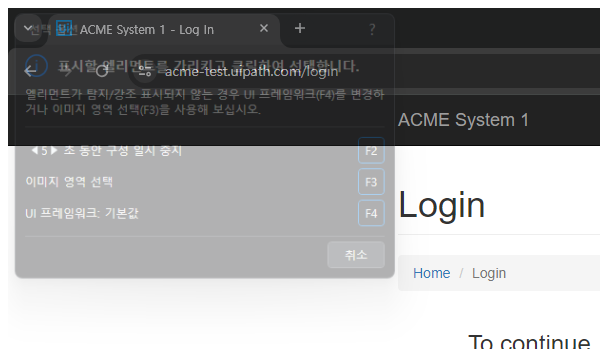 선택 옵션
?
ACME System 1 - Log In
표시할 엘리먼트를 가리키고 클릭하여 선택합니다.
acme-test.uipath.com/login
엘리먼트가 탐지/강조 표시되지 않는 경우 UI 프레임워크(F4)를 변경하
거나 이미지 영역 선택(F3)을 사용해 보십시오.
ACME System 1
◀ 5 ▶ 초 동안 구성 일시 중지 F2
이미지 영역 선택 F3
UI 프레임워크: 기본값 F4
취소
Login
Home / Login
To continue